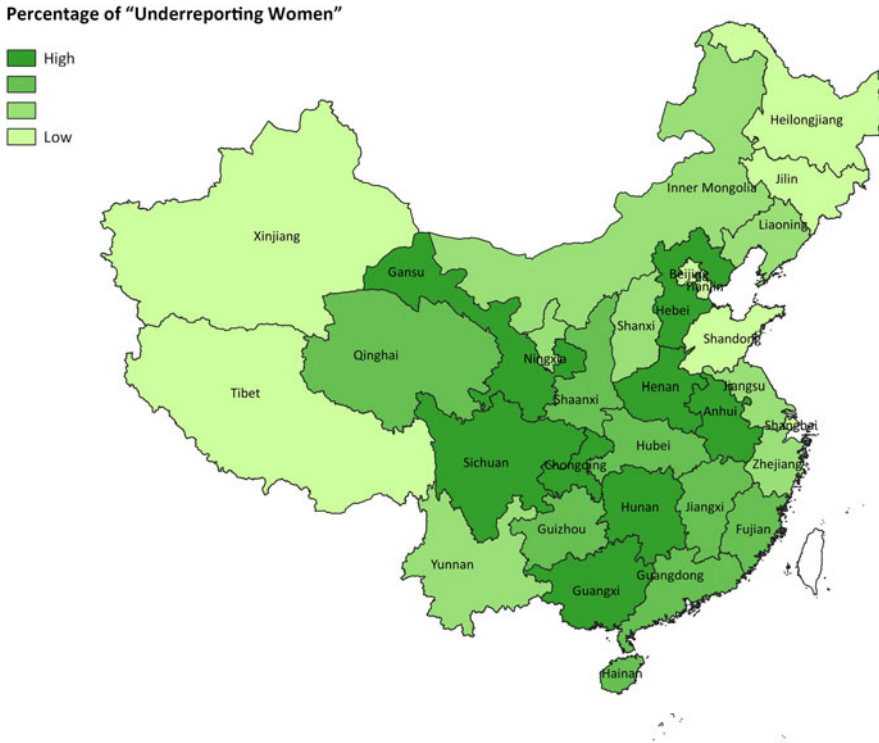 Percentage of “Underreporting Women”
High
Low
Heilongjiang
Jilin
Inner Mongolia
Liaoning
Xinjiang
Gansu
Beijing
Tianjin
Hebei
Shanxi
Shandong
Qinghai
Ningxia
Tibet
Shaanxi
Henan
Jiangsu
Anhui
Shanghai
Hubei
Sichuan
Chongqing
Zhejiang
Hunan
Jiangxi
Guizhou
Fujian
Yunnan
Guangdong
Guangxi
Hainan